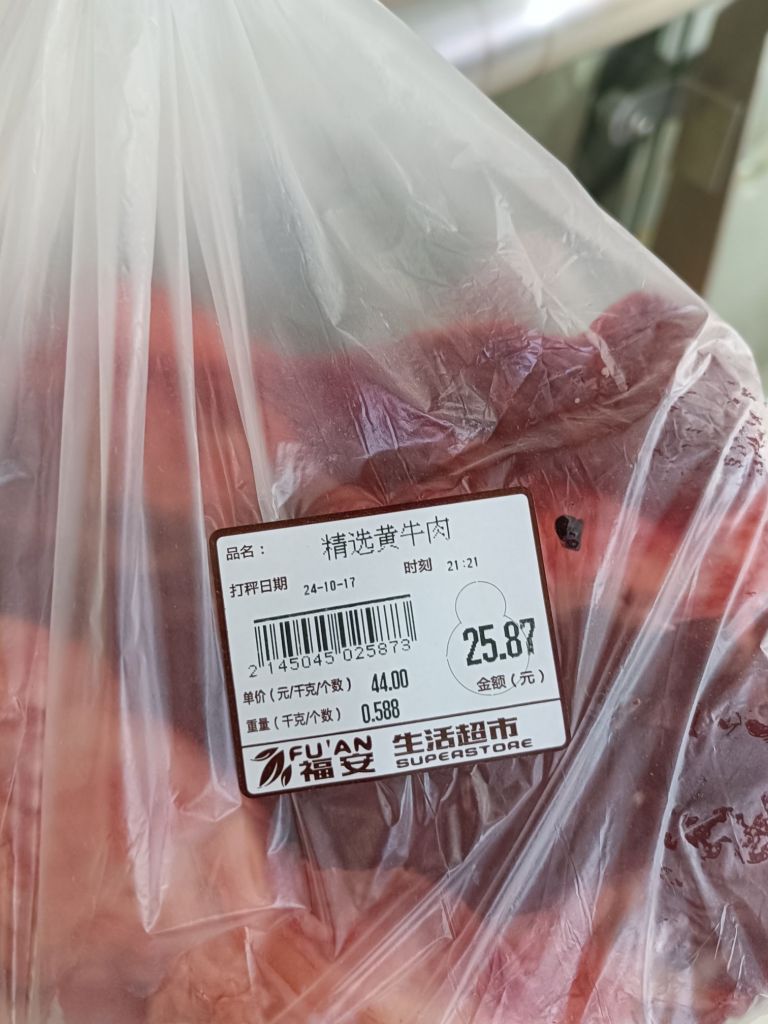 品名： 精选黄牛肉
打秤日期 24-10-17 时刻 21:21
2 145045 025873
25.87
单价（元/千克/个数） 44.00 金额（元）
重量（千克/个数） 0.588
FU'AN 生活超市
福安 SUPERSTORE